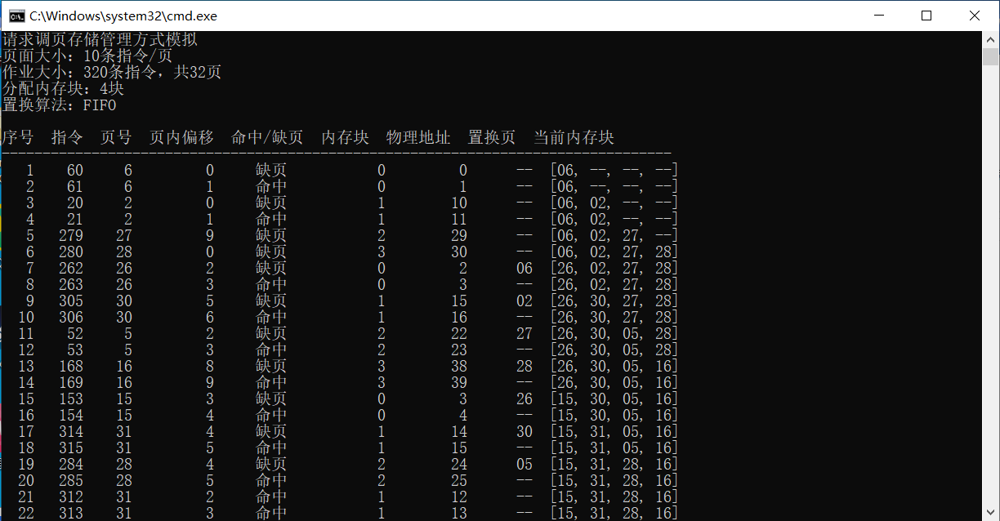 C:\Windows\system32\cmd.exe
请求调页存储管理方式模拟
页面大小: 10条指令/页
作业大小: 320条指令, 共32页
分配内存块: 4块
置换算法: FIFO
序号 指令 页号 页内偏移 命中/缺页 内存块 物理地址 置换页 当前内存块
----------------------------------------------------------------------------------
1 60 6 0 缺页 0 0 -- [06, --, --, --]
2 61 6 1 命中 0 1 -- [06, --, --, --]
3 20 2 0 缺页 1 10 -- [06, 02, --, --]
4 21 2 1 命中 1 11 -- [06, 02, --, --]
5 279 27 9 缺页 2 29 -- [06, 02, 27, --]
6 280 28 0 缺页 3 30 -- [06, 02, 27, 28]
7 262 26 2 缺页 0 2 06 [26, 02, 27, 28]
8 263 26 3 命中 0 3 -- [26, 02, 27, 28]
9 305 30 5 缺页 1 15 02 [26, 30, 27, 28]
10 306 30 6 命中 1 16 -- [26, 30, 27, 28]
11 52 5 2 缺页 2 22 27 [26, 30, 05, 28]
12 53 5 3 命中 2 23 -- [26, 30, 05, 28]
13 168 16 8 缺页 3 38 28 [26, 30, 05, 16]
14 169 16 9 命中 3 39 -- [26, 30, 05, 16]
15 153 15 3 缺页 0 3 26 [15, 30, 05, 16]
16 154 15 4 命中 0 4 -- [15, 30, 05, 16]
17 314 31 4 缺页 1 14 30 [15, 31, 05, 16]
18 315 31 5 命中 1 15 -- [15, 31, 05, 16]
19 284 28 4 缺页 2 24 05 [15, 31, 28, 16]
20 285 28 5 命中 2 25 -- [15, 31, 28, 16]
21 312 31 2 命中 1 12 -- [15, 31, 28, 16]
22 313 31 3 命中 1 13 -- [15, 31, 28, 16]